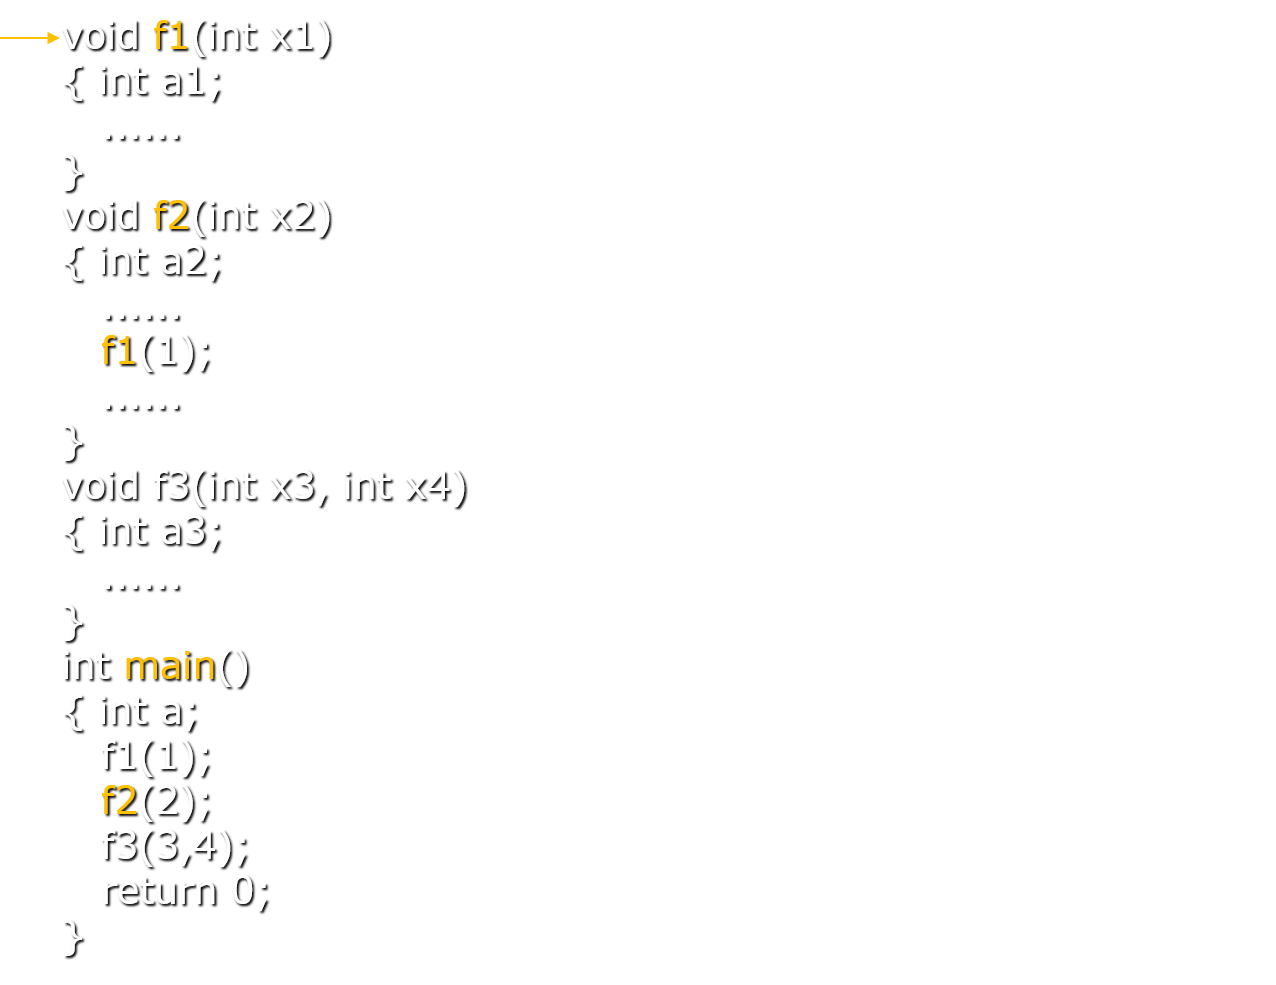 void f1(int x1)
{ int a1;
……
}
void f2(int x2)
{ int a2;
……
f1(1);
……
}
void f3(int x3, int x4)
{ int a3;
……
}
int main()
{ int a;
f1(1);
f2(2);
f3(3,4);
return 0;
}